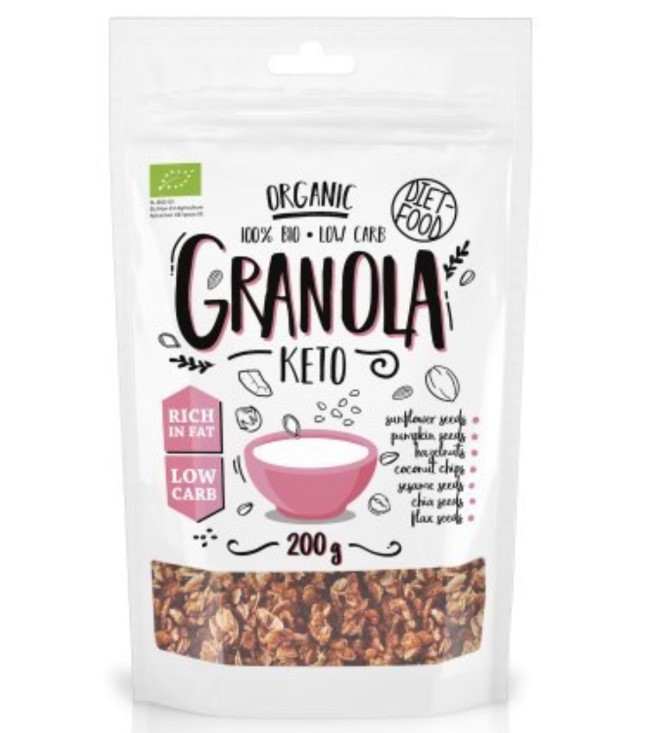 ORGANIC
DIET-
FOOD
100% BIO • LOW CARB
GRANOLA
KETO
RICH
IN FAT
LOW
CARB
sunflower seeds
pumpkin seeds
hazelnuts
coconut chips
sesame seeds
chia seeds
flax seeds
200 g